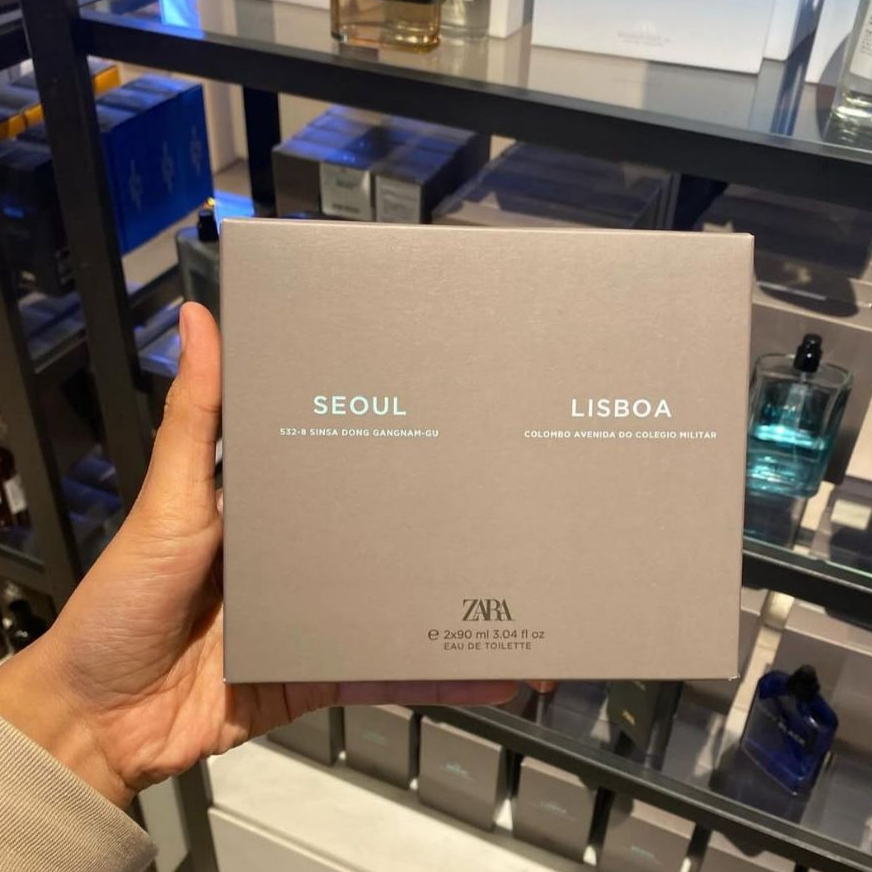 SEOUL
532-8 SINSA DONG GANGNAM-GU
LISBOA
COLOMBO AVENIDA DO COLEGIO MILITAR
ZARA
e 2x90 ml 3.04 fl oz
EAU DE TOILETTE